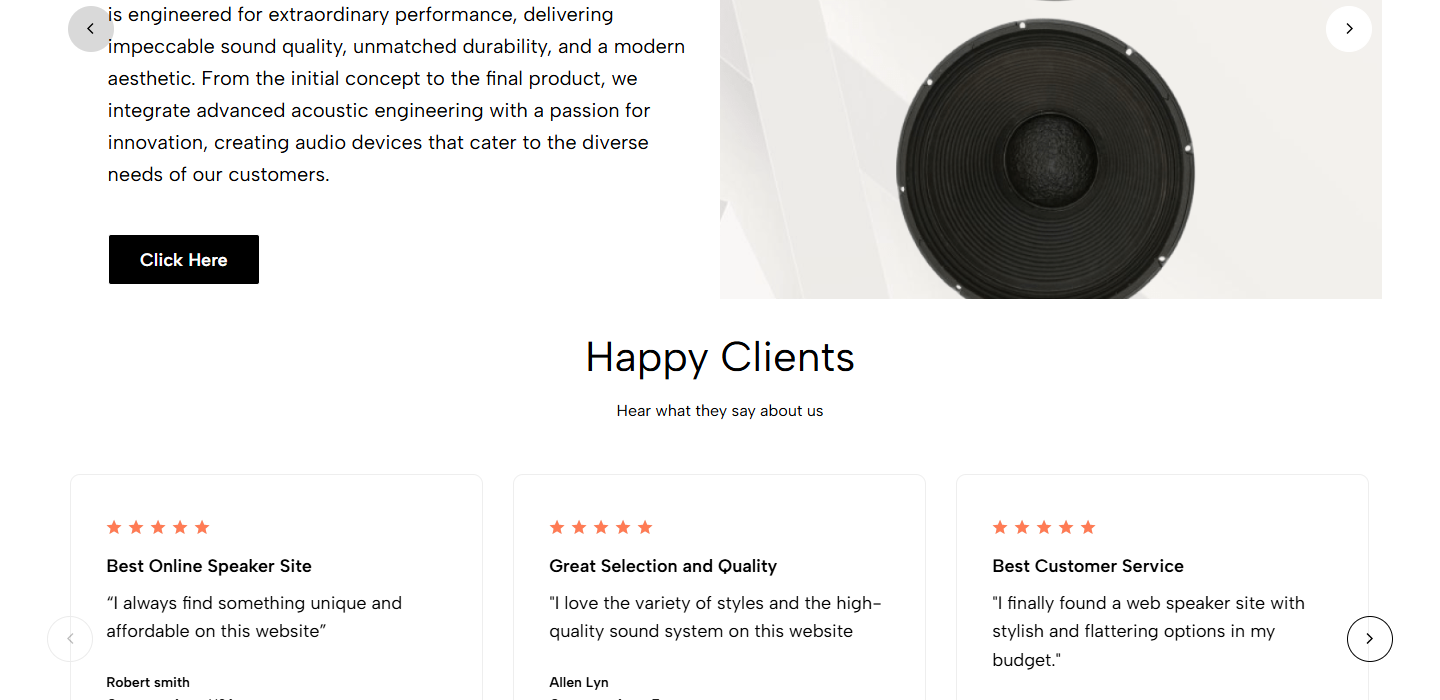 is engineered for extraordinary performance, delivering
impeccable sound quality, unmatched durability, and a modern
aesthetic. From the initial concept to the final product, we
integrate advanced acoustic engineering with a passion for
innovation, creating audio devices that cater to the diverse
needs of our customers.
Click Here
Happy Clients
Hear what they say about us
Best Online Speaker Site
“I always find something unique and
affordable on this website”
Robert smith
Great Selection and Quality
"I love the variety of styles and the high-
quality sound system on this website
Allen Lyn
Best Customer Service
"I finally found a web speaker site with
stylish and flattering options in my
budget."